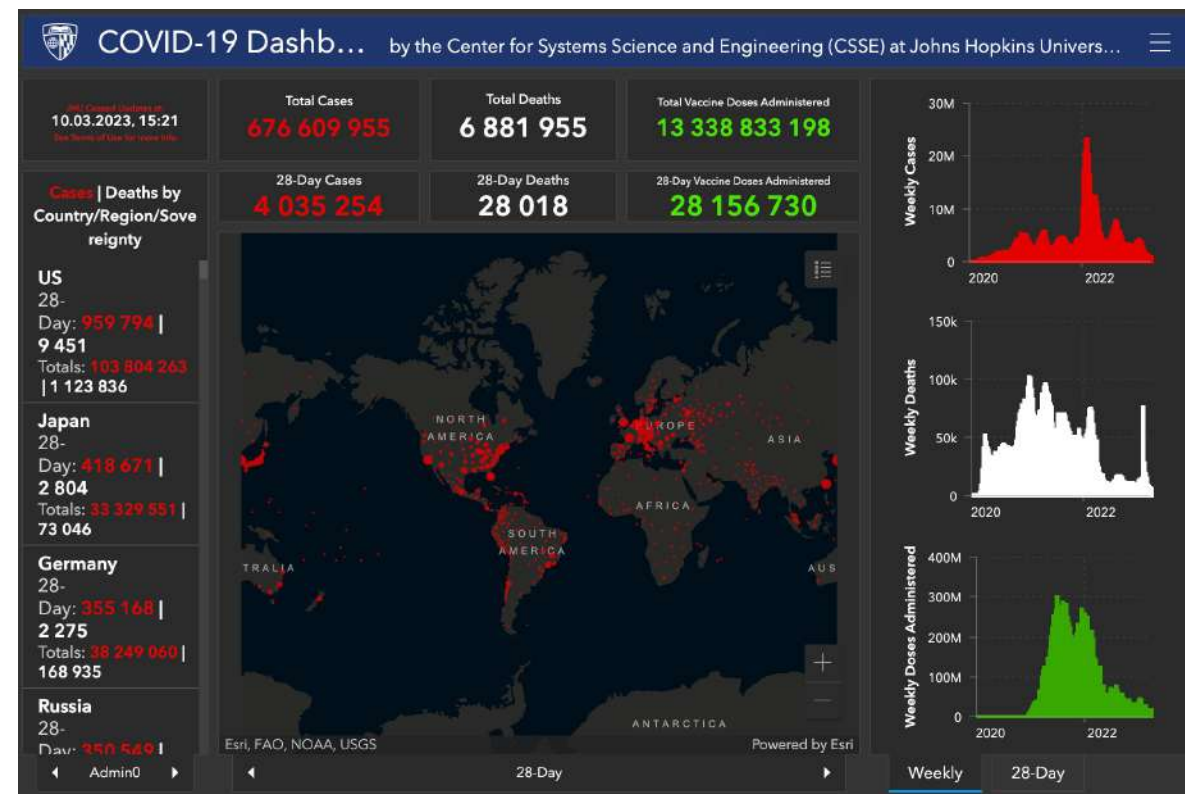 COVID-19 Dashb... by the Center for Systems Science and Engineering (CSSE) at Johns Hopkins Univers...
10.03.2023, 15:21
Cases | Deaths by
Country/Region/Sove
reignty
US
28-
Day: 959 794 |
9 451
Totals: 103 804 263
| 1 123 836
Japan
28-
Day: 418 671 |
2 804
Totals: 33 329 551 |
73 046
Germany
28-
Day: 355 168 |
2 275
Totals: 38 249 060 |
168 935
Russia
28-
Day: 350 549 |
Admin0
Total Cases
676 609 955
Total Deaths
6 881 955
Total Vaccine Doses Administered
13 338 833 198
28-Day Cases
4 035 254
28-Day Deaths
28 018
28-Day Vaccine Doses Administered
28 156 730
NORTH
AMERICA
EUROPE
ASIA
AFRICA
SOUTH
AMERICA
TRALIA
AUS
ANTARCTICA
Esri, FAO, NOAA, USGS
Powered by Esri
28-Day
Weekly Cases
30M
20M
10M
0
2020
2022
Weekly Deaths
150k
100k
50k
0
2020
2022
Weekly Doses Administered
400M
300M
200M
100M
0
2020
2022
Weekly
28-Day